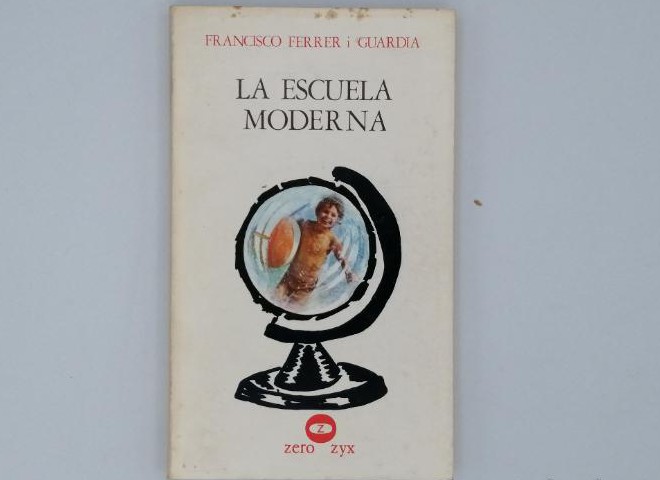 FRANCISCO FERRER i GUARDIA
LA ESCUELA
MODERNA
Z
zero zyx